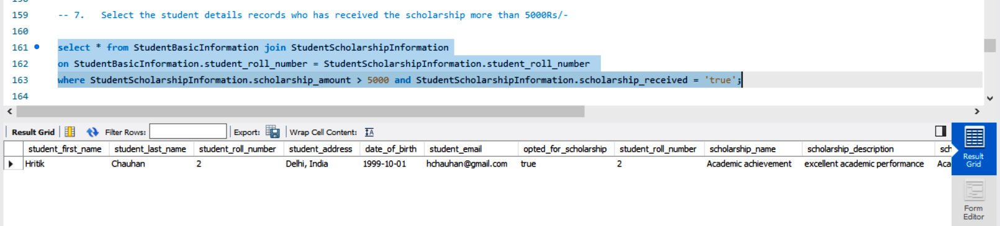 158
159 -- 7. Select the student details records who has received the scholarship more than 5000Rs/-
160
161 select * from StudentBasicInformation join StudentScholarshipInformation
162 on StudentBasicInformation.student_roll_number = StudentScholarshipInformation.student_roll_number
163 where StudentScholarshipInformation.scholarship_amount > 5000 and StudentScholarshipInformation.scholarship_received = 'true';
164
Result Grid Filter Rows: Export: Wrap Cell Content: IA
student_first_name student_last_name student_roll_number student_address date_of_birth student_email opted_for_scholarship student_roll_number scholarship_name scholarship_description sch
Hritik Chauhan 2 Delhi, India 1999-10-01 hchauhan@gmail.com true 2 Academic achievement excellent academic performance Aca
Result
Grid
Form
Editor